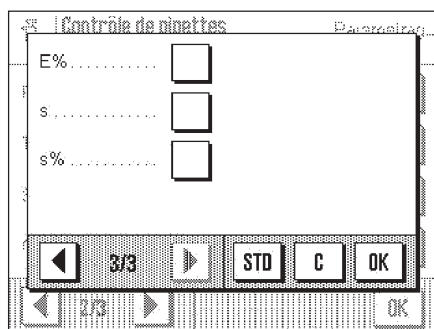 Contrôle de pipettes
E%...........
s...........
s%...........
3/3 STD C OK
2/3 OK